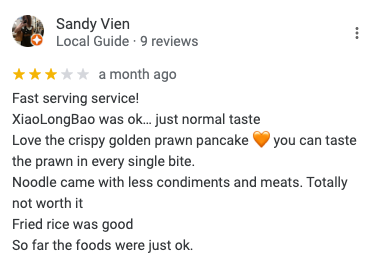 Sandy Vien
Local Guide · 9 reviews
a month ago
Fast serving service!
XiaoLongBao was ok… just normal taste
Love the crispy golden prawn pancake 🧡 you can taste
the prawn in every single bite.
Noodle came with less condiments and meats. Totally
not worth it
Fried rice was good
So far the foods were just ok.